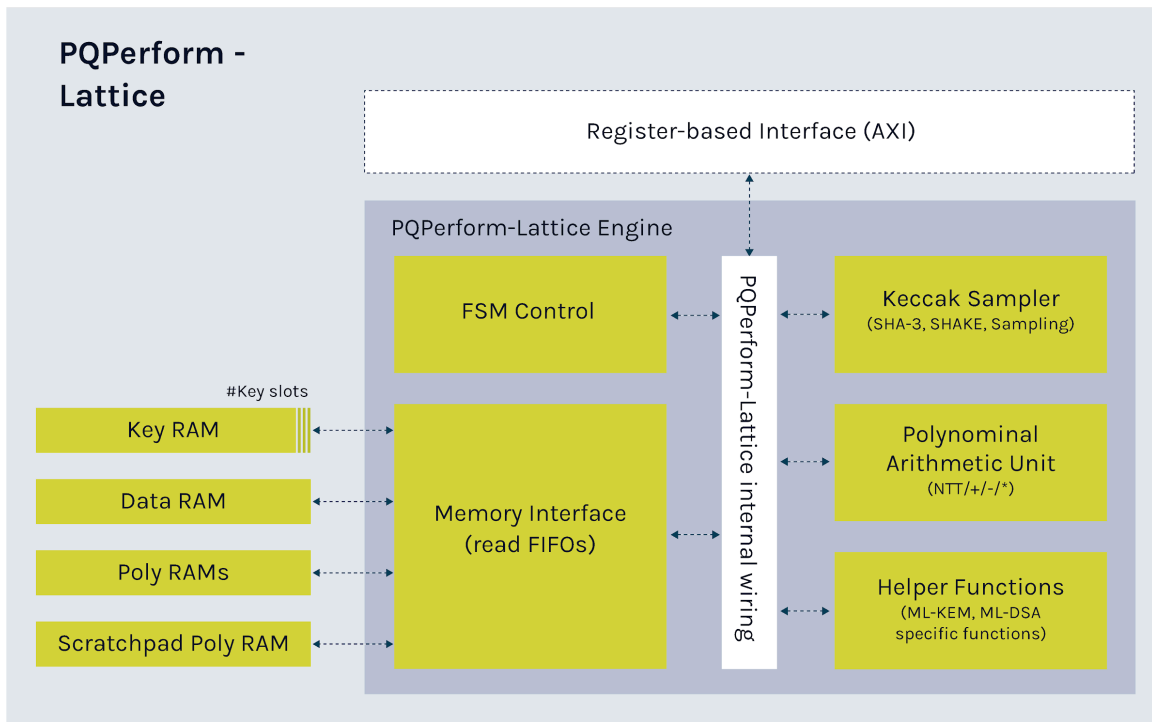 PQPerform -
Lattice
Register-based Interface (AXI)
PQPerform-Lattice Engine
FSM Control
PQPerform-Lattice internal wiring
Keccak Sampler
(SHA-3, SHAKE, Sampling)
#Key slots
Key RAM
Data RAM
Poly RAMs
Scratchpad Poly RAM
Memory Interface
(read FIFOs)
Polynominal
Arithmetic Unit
(NTT/+/-/*)
Helper Functions
(ML-KEM, ML-DSA
specific functions)